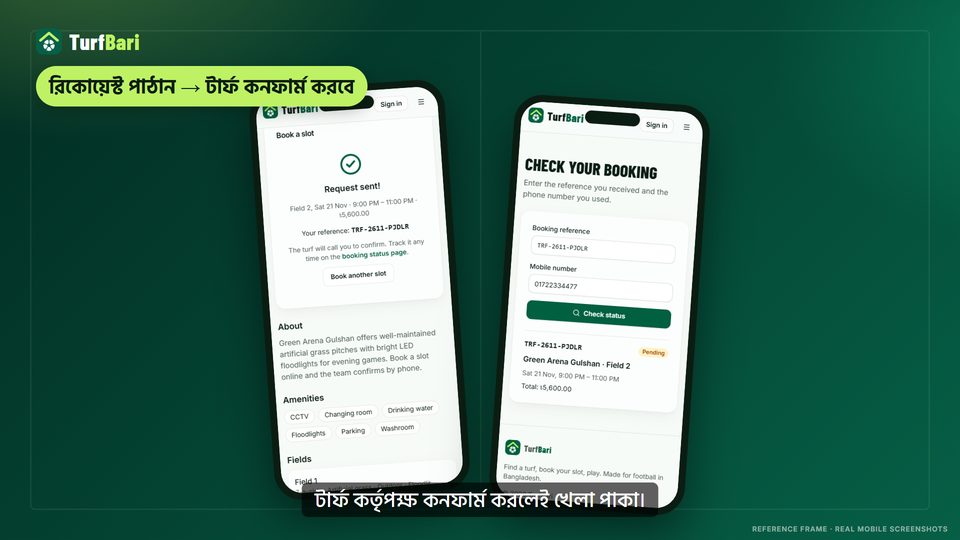 TurfBari
রিকোয়েস্ট পাঠান → টার্ফ কনফার্ম করবে
TurfBari
Sign in
Book a slot
Request sent!
Field 2, Sat 21 Nov · 9:00 PM – 11:00 PM ·
৳5,600.00
Your reference: TRF-2611-PJDLR
The turf will call you to confirm. Track it any
time on the booking status page.
Book another slot
About
Green Arena Gulshan offers well-maintained
artificial grass pitches with bright LED
floodlights for evening games. Book a slot
online and the team confirms by phone.
Amenities
CCTV
Changing room
Drinking water
Floodlights
Parking
Washroom
Fields
Field 1
TurfBari
Sign in
CHECK YOUR BOOKING
Enter the reference you received and the
phone number you used.
Booking reference
TRF-2611-PJDLR
Mobile number
01722334477
Check status
TRF-2611-PJDLR
Pending
Green Arena Gulshan · Field 2
Sat 21 Nov, 9:00 PM – 11:00 PM
Total: ৳5,600.00
TurfBari
Find a turf, book your slot, play. Made for football in
Bangladesh.
টার্ফ কর্তৃপক্ষ কনফার্ম করলেই খেলা পাকা।
REFERENCE FRAME · REAL MOBILE SCREENSHOTS